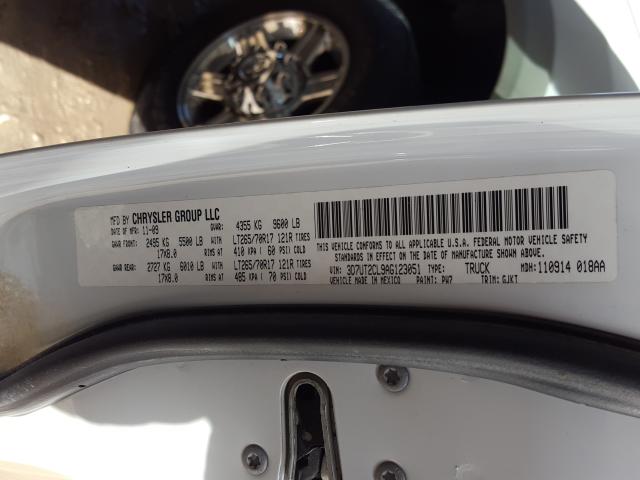 MFD BY CHRYSLER GROUP LLC
DATE OF MFR: 11-09 GVWR: 4355 KG 9600 LB
GAWR FRONT: 2495 KG 5500 LB WITH LT265/70R17 121R TIRES
17X8.0 RIMS AT 410 KPA ( 60 PSI) COLD
GAWR REAR: 2727 KG 6010 LB WITH LT265/70R17 121R TIRES
17X8.0 RIMS AT 485 KPA ( 70 PSI) COLD
THIS VEHICLE CONFORMS TO ALL APPLICABLE U.S.A. FEDERAL MOTOR VEHICLE SAFETY
STANDARDS IN EFFECT ON THE DATE OF MANUFACTURE SHOWN ABOVE.
VIN: 3D7UT2CL9AG123051 TYPE: TRUCK MDH: 110914 018AA
VEHICLE MADE IN MEXICO PAINT: PW7 TRIM: GJKT